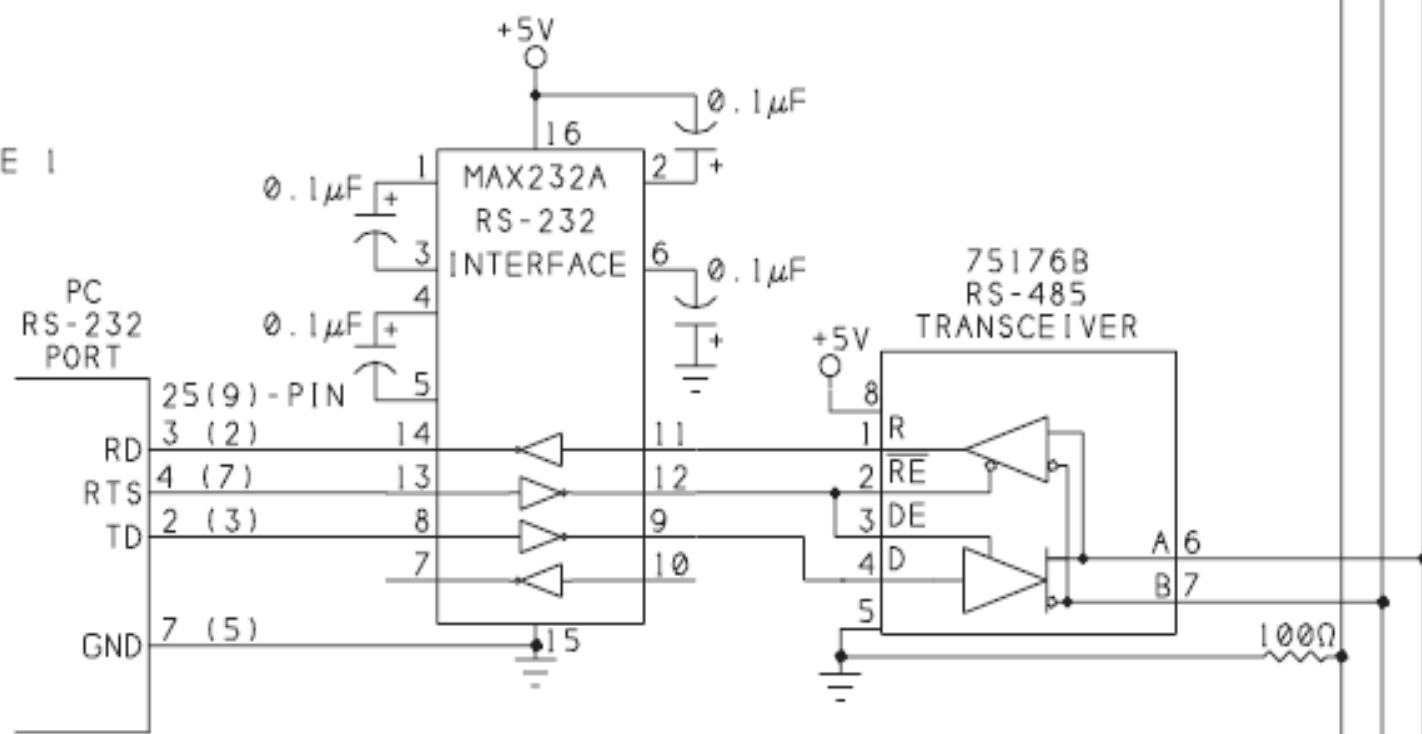 +5V
0.1μF
16
E 1
1
MAX232A
2
+
0.1μF
+
RS-232
3
INTERFACE
6
0.1μF
75176B
PC
4
RS-485
RS-232
0.1μF
+
+
+5V
TRANSCEIVER
PORT
25(9)-PIN
5
8
RD
3 (2)
14
11
1
R
RTS
4 (7)
13
12
2
RE
3
DE
TD
2 (3)
8
9
4
D
A
6
7
10
B
7
5
GND
7 (5)
15
100Ω